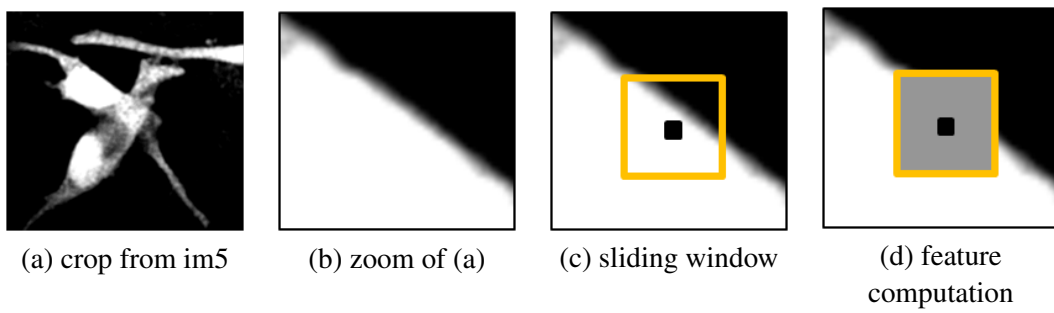 (a) crop from im5
(b) zoom of (a)
(c) sliding window
(d) feature
computation